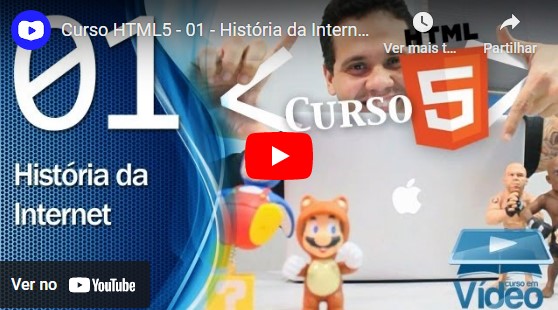 Curso HTML5 - 01 - História da Intern...
Ver mais t...
Partilhar
01
HTML
< CURSO 5 >
História da
Internet
?
curso em
Vídeo
Ver no YouTube